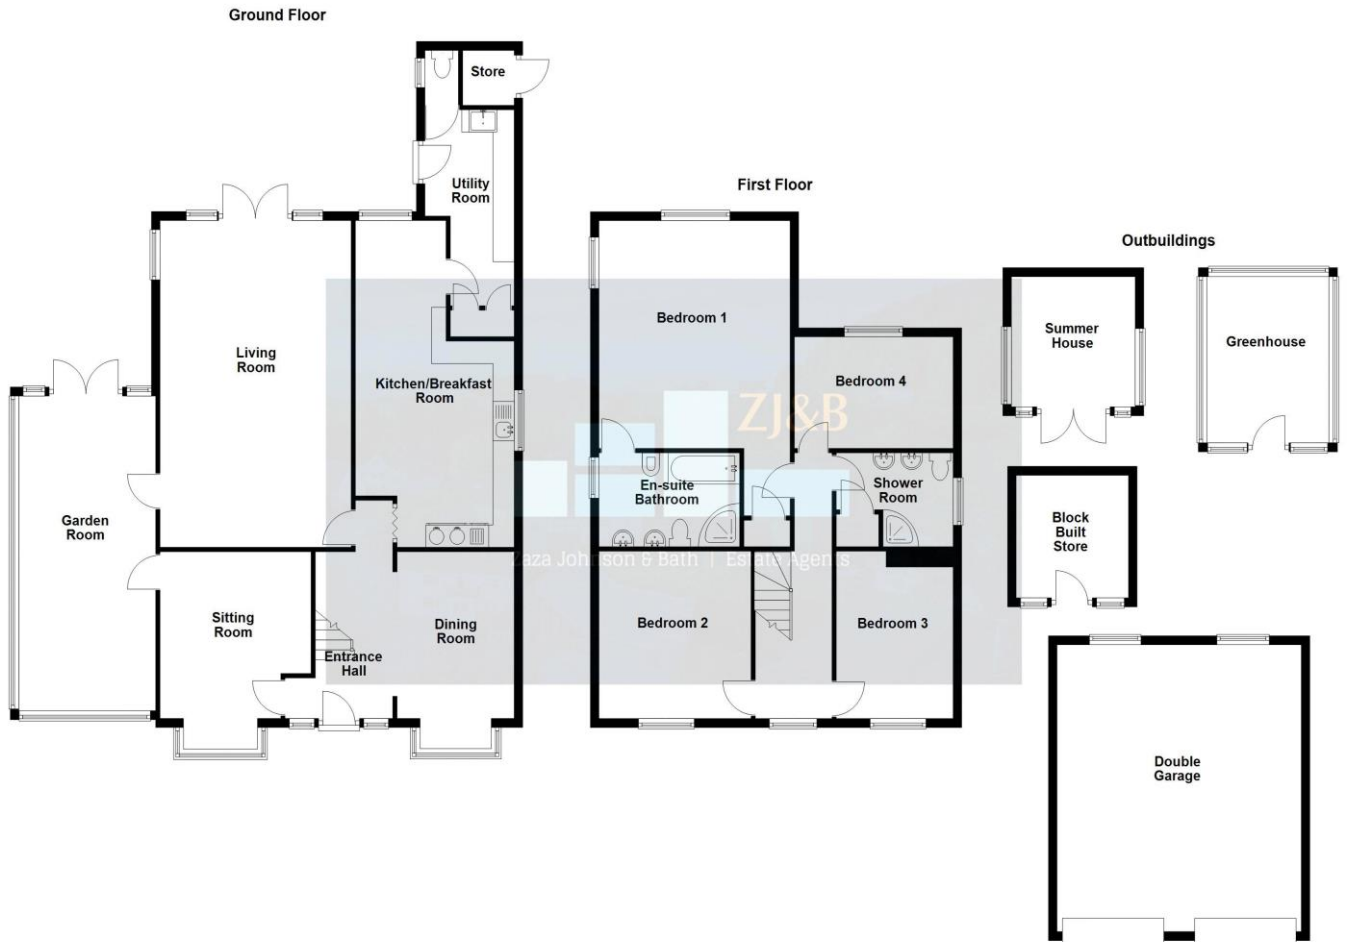 Ground Floor
Store
Utility
Room
First Floor
Outbuildings
Living
Room
Kitchen/Breakfast
Room
Garden
Room
Sitting
Room
Entrance
Hall
Dining
Room
Bedroom 1
Bedroom 4
ZJ&B
En-suite
Bathroom
Shower
Room
Zaza Johnson & Bath | Estate Agents
Bedroom 2
Bedroom 3
Summer
House
Greenhouse
Block
Built
Store
Double
Garage